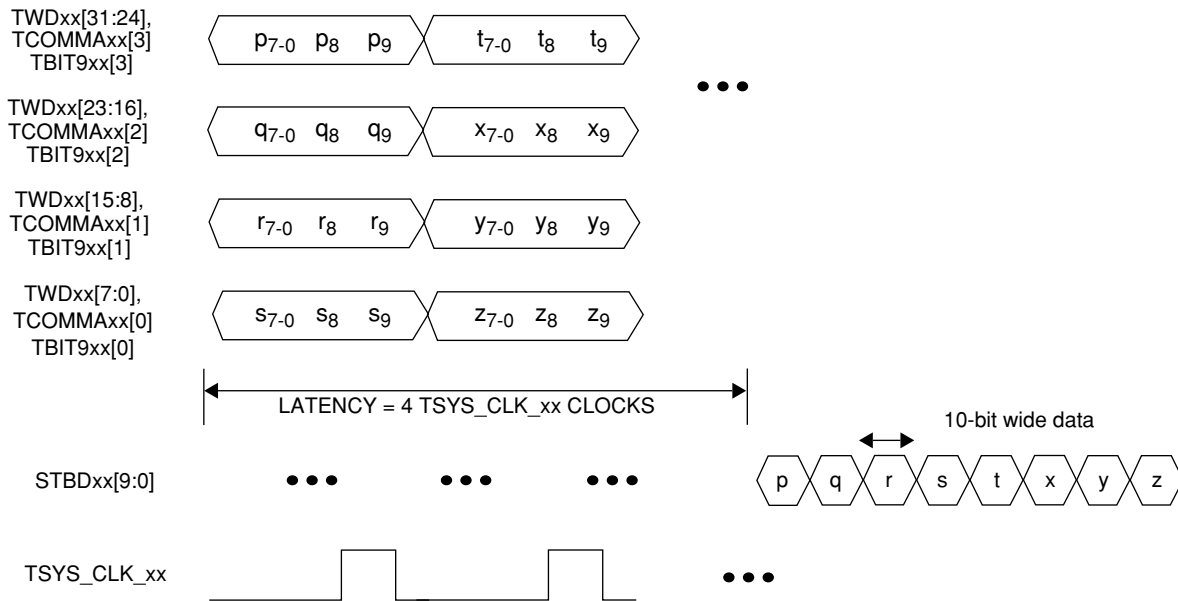 TWDxx[31:24],
TCOMMAxx[3]
TBIT9xx[3]
p7-0 p8 p9
t7-0 t8 t9
TWDxx[23:16],
TCOMMAxx[2]
TBIT9xx[2]
q7-0 q8 q9
x7-0 x8 x9
TWDxx[15:8],
TCOMMAxx[1]
TBIT9xx[1]
r7-0 r8 r9
y7-0 y8 y9
TWDxx[7:0],
TCOMMAxx[0]
TBIT9xx[0]
s7-0 s8 s9
z7-0 z8 z9
LATENCY = 4 TSYS_CLK_xx CLOCKS
10-bit wide data
STBDxx[9:0]
p q r s t x y z
TSYS_CLK_xx